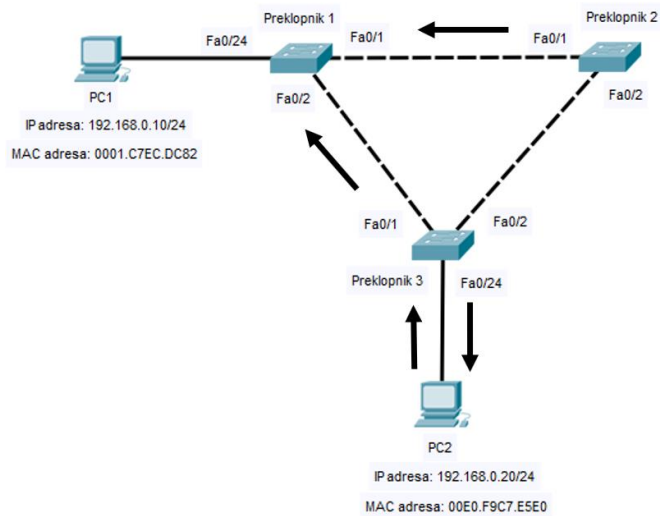 Preklopnik 1
Preklopnik 2
Fa0/24
Fa0/1
Fa0/1
PC1
Fa0/2
Fa0/2
IP adresa: 192.168.0.10/24
MAC adresa: 0001.C7EC.DC82
Fa0/1
Fa0/2
Preklopnik 3
Fa0/24
PC2
IP adresa: 192.168.0.20/24
MAC adresa: 00E0.F9C7.E5E0